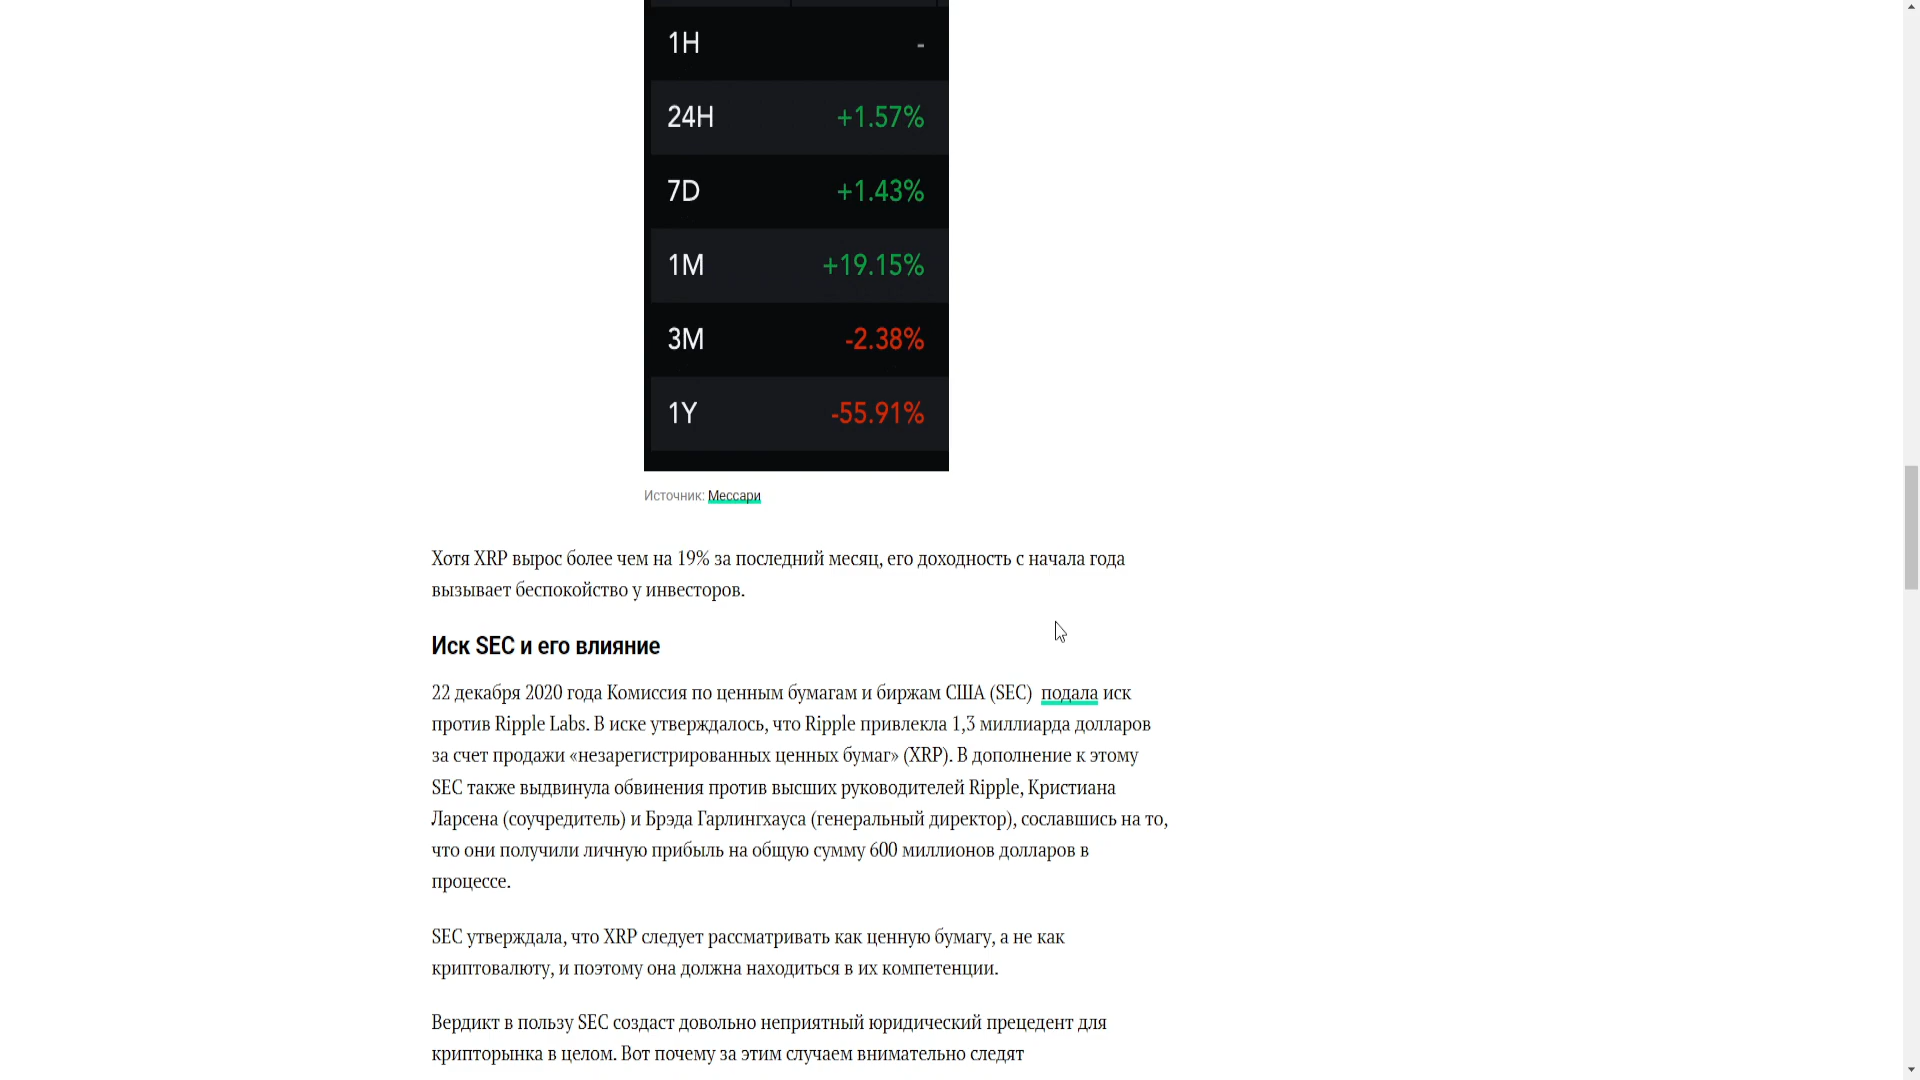 1H -
24H +1.57%
7D +1.43%
1M +19.15%
3M -2.38%
1Y -55.91%
Источник: Мессари
Хотя XRP вырос более чем на 19% за последний месяц, его доходность с начала года
вызывает беспокойство у инвесторов.
Иск SEC и его влияние
22 декабря 2020 года Комиссия по ценным бумагам и биржам США (SEC) подала иск
против Ripple Labs. В иске утверждалось, что Ripple привлекла 1,3 миллиарда долларов
за счет продажи «незарегистрированных ценных бумаг» (XRP). В дополнение к этому
SEC также выдвинула обвинения против высших руководителей Ripple, Кристиана
Ларсена (соучредитель) и Брэда Гарлингхауса (генеральный директор), сославшись на то,
что они получили личную прибыль на общую сумму 600 миллионов долларов в
процессе.
SEC утверждала, что XRP следует рассматривать как ценную бумагу, а не как
криптовалюту, и поэтому она должна находиться в их компетенции.
Вердикт в пользу SEC создаст довольно неприятный юридический прецедент для
крипторынка в целом. Вот почему за этим случаем внимательно следят